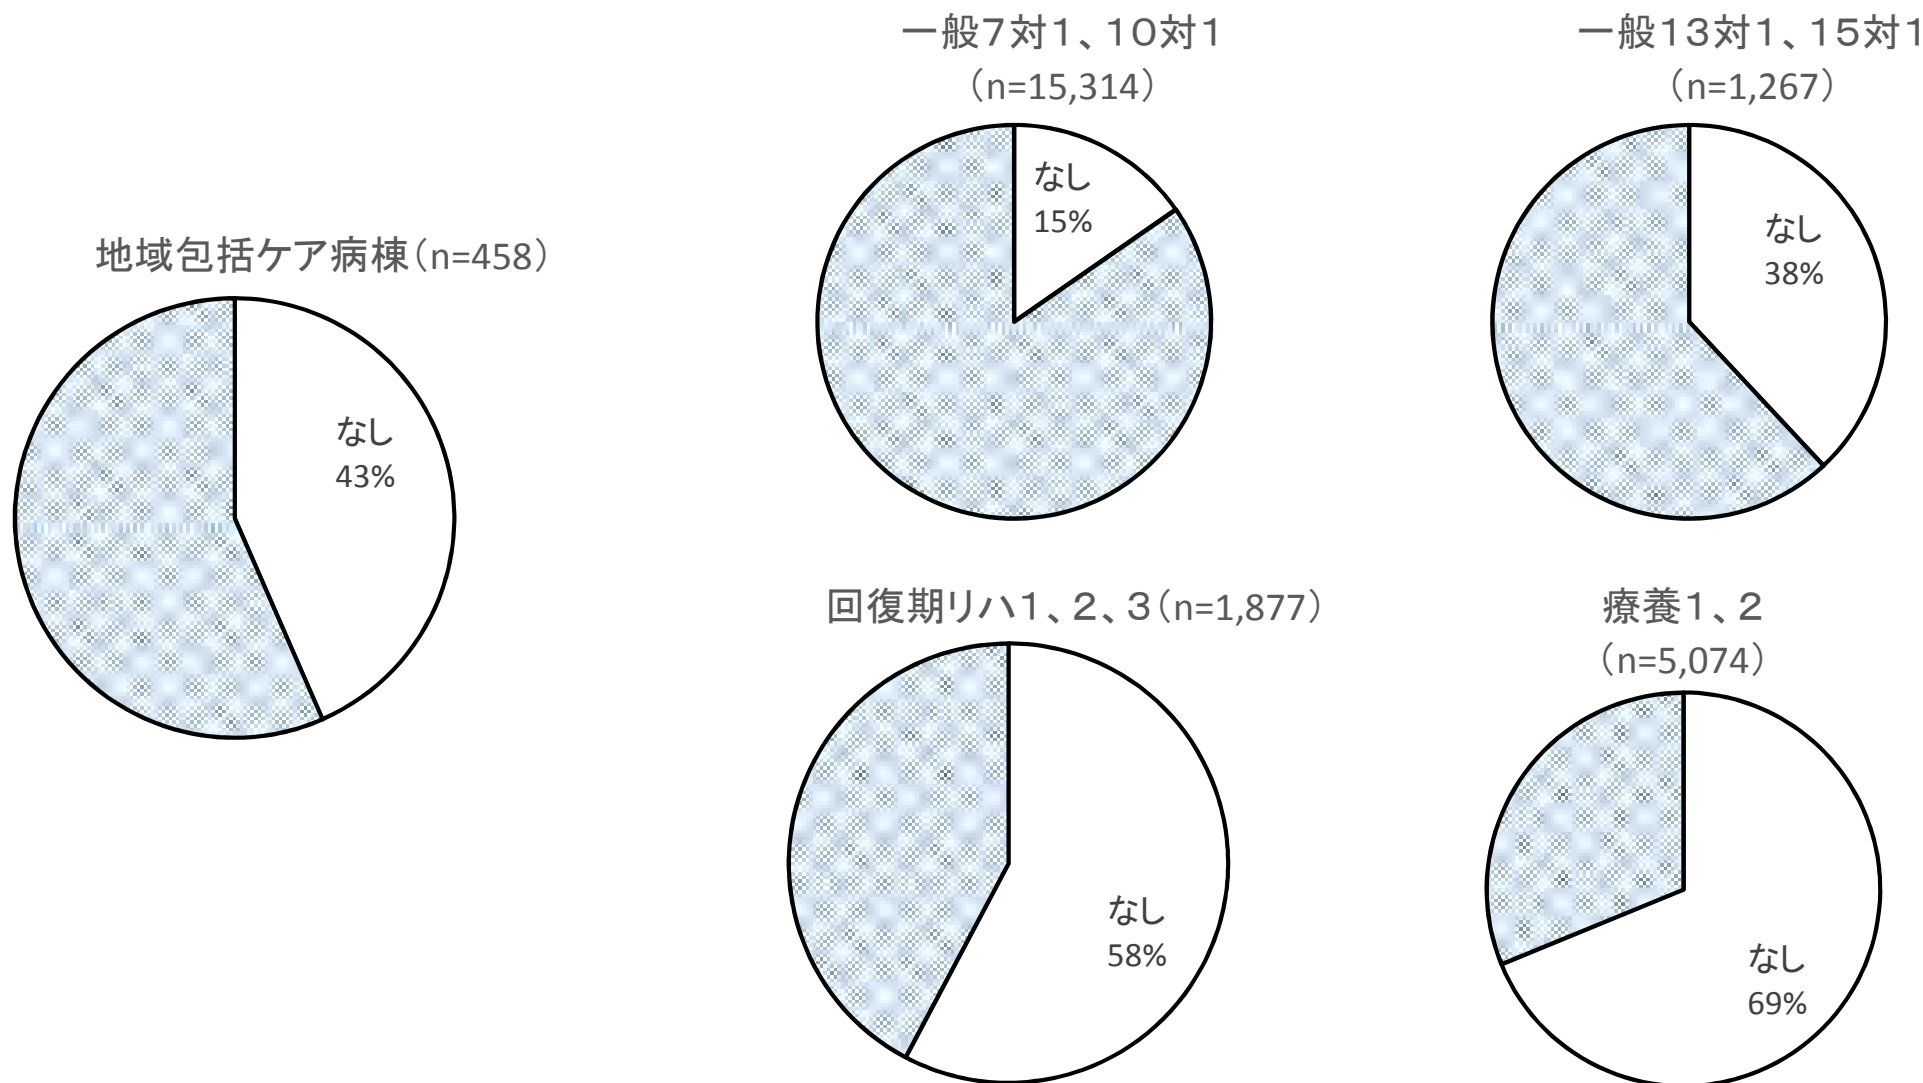 地域包括ケア病棟（n=458）
なし
43%
一般７対１、１０対１
（n=15,314）
なし
15%
一般１３対１、１５対１
（n=1,267）
なし
38%
回復期リハ１、２、３（n=1,877）
なし
58%
療養１、２
（n=5,074）
なし
69%